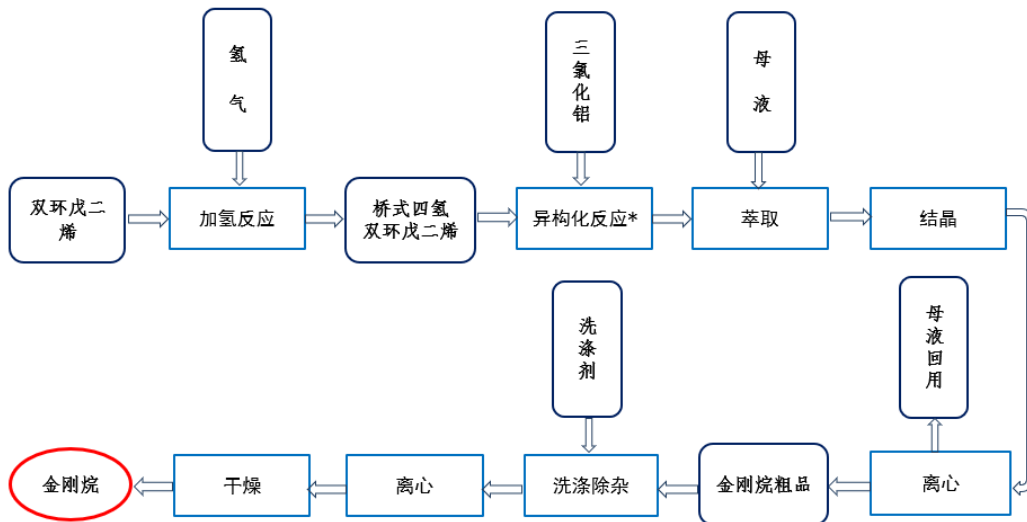 氢
气
三
氯
化
铝
母
液
双环戊二
烯
加氢反应
桥式四氢
双环戊二烯
异构化反应*
萃取
结晶
洗
涤
剂
母
液
回
用
金刚烷
干燥
离心
洗涤除杂
金刚烷粗品
离心